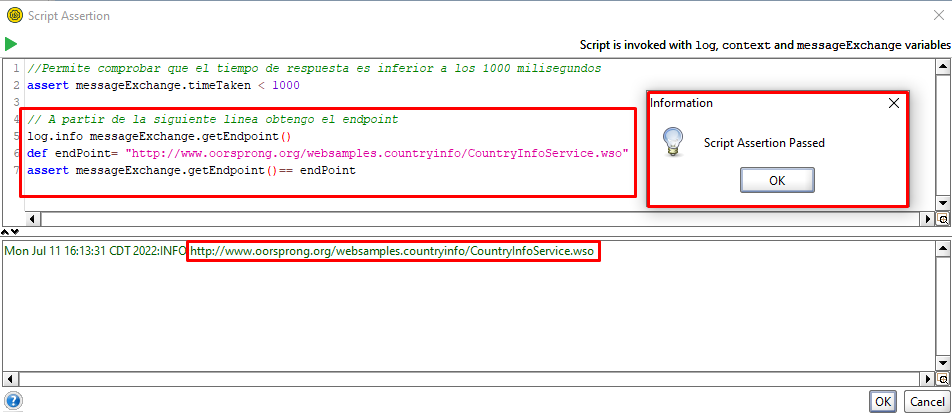 Script Assertion
Script is invoked with log, context and messageExchange variables
1 //Permite comprobar que el tiempo de respuesta es inferior a los 1000 milisegundos
2 assert messageExchange.timeTaken < 1000
3
4 // A partir de la siguiente linea obtengo el endpoint
5 log.info messageExchange.getEndpoint()
6 def endPoint= "http://www.oorsprong.org/websamples.countryinfo/CountryInfoService.wso"
7 assert messageExchange.getEndpoint()== endPoint
Information
Script Assertion Passed
OK
Mon Jul 11 16:13:31 CDT 2022:INFO:http://www.oorsprong.org/websamples.countryinfo/CountryInfoService.wso
OK Cancel